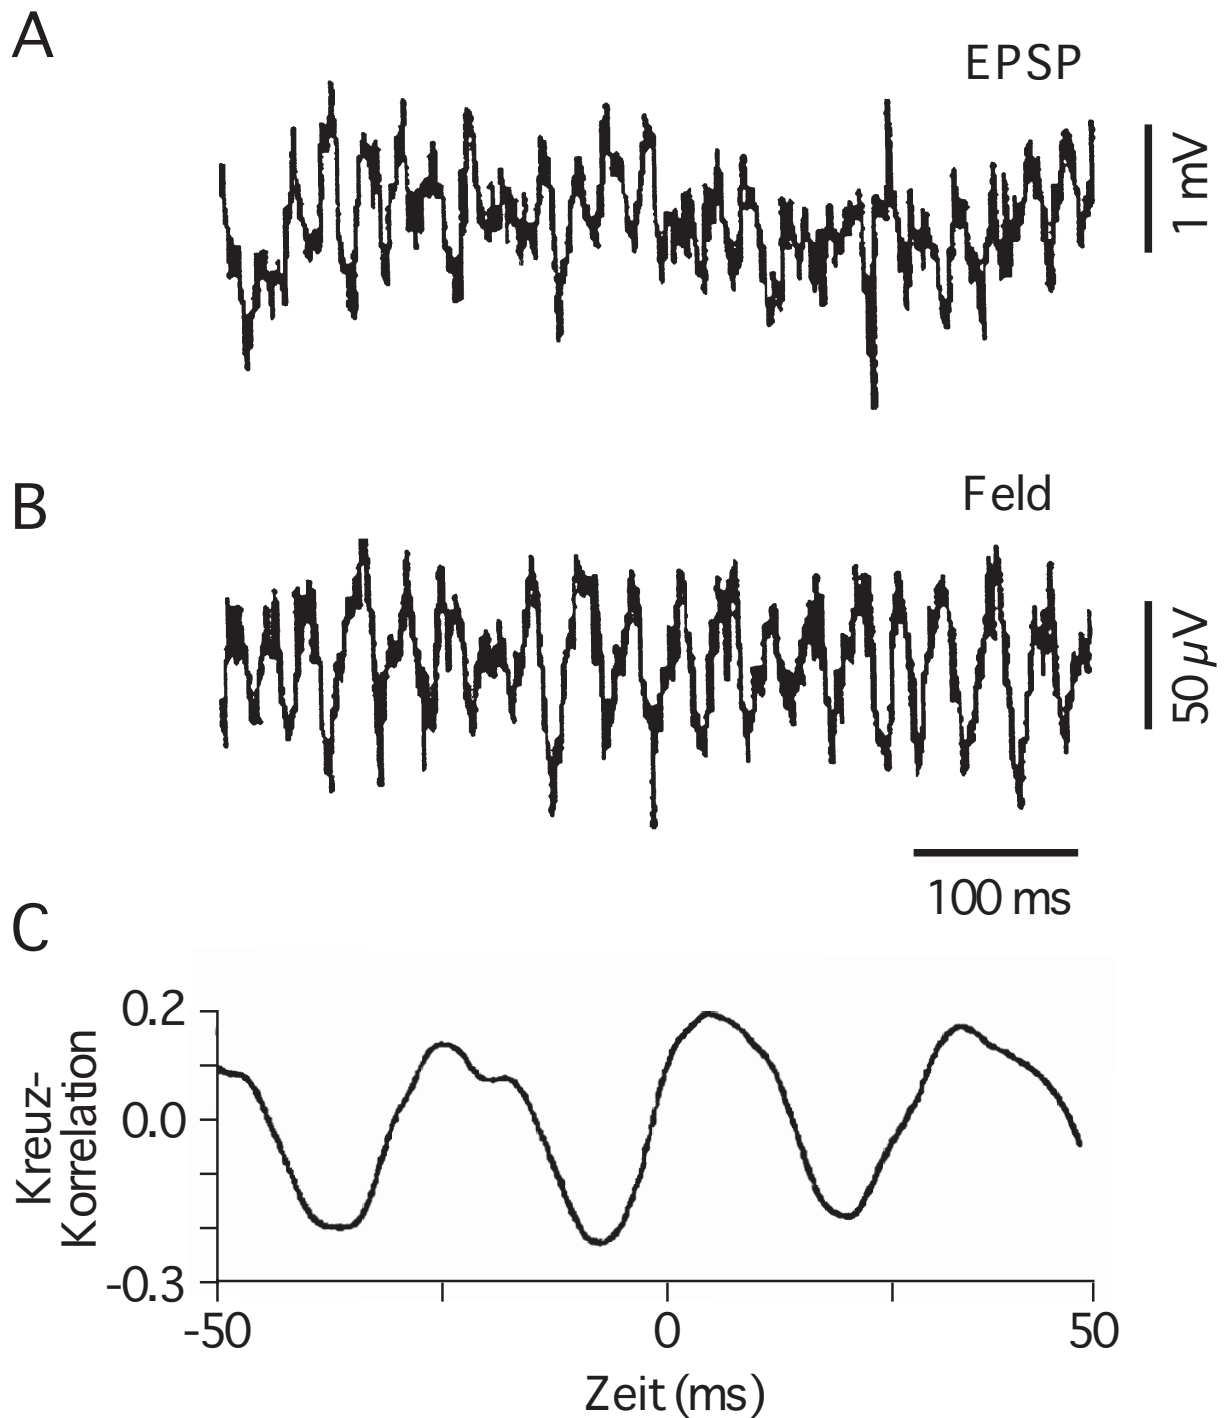 A
EPSP
1 mV
B
Feld
50 µV
100 ms
C
Kreuz-
Korrelation
0.2
0.0
-0.3
-50
0
50
Zeit (ms)